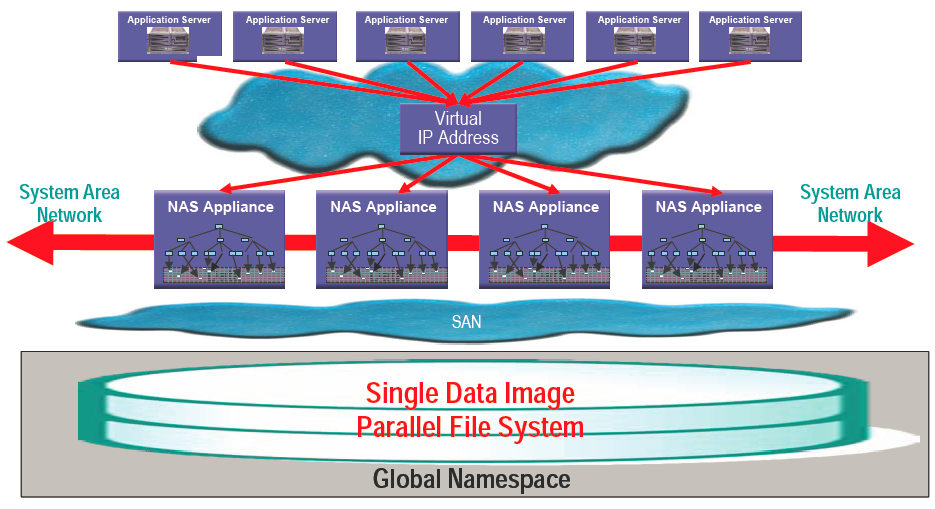 Application Server
Application Server
Application Server
Application Server
Application Server
Application Server
Virtual
IP Address
System Area
Network
NAS Appliance
NAS Appliance
NAS Appliance
NAS Appliance
System Area
Network
SAN
Single Data Image
Parallel File System
Global Namespace